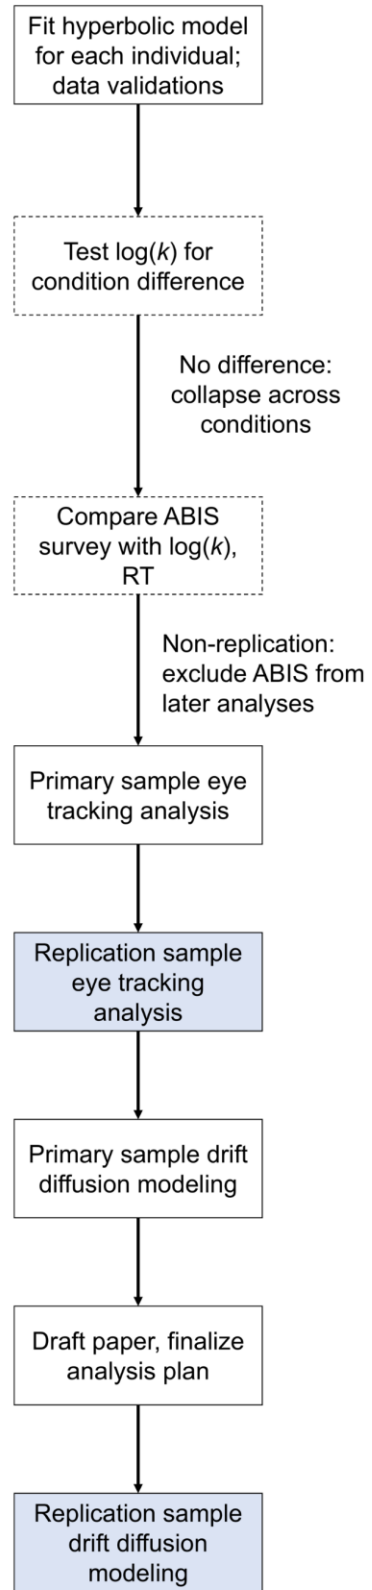 Fit hyperbolic model
for each individual;
data validations
Test log(k) for
condition difference
No difference:
collapse across
conditions
Compare ABIS
survey with log(k),
RT
Non-replication:
exclude ABIS from
later analyses
Primary sample eye
tracking analysis
Replication sample
eye tracking
analysis
Primary sample drift
diffusion modeling
Draft paper, finalize
analysis plan
Replication sample
drift diffusion
modeling